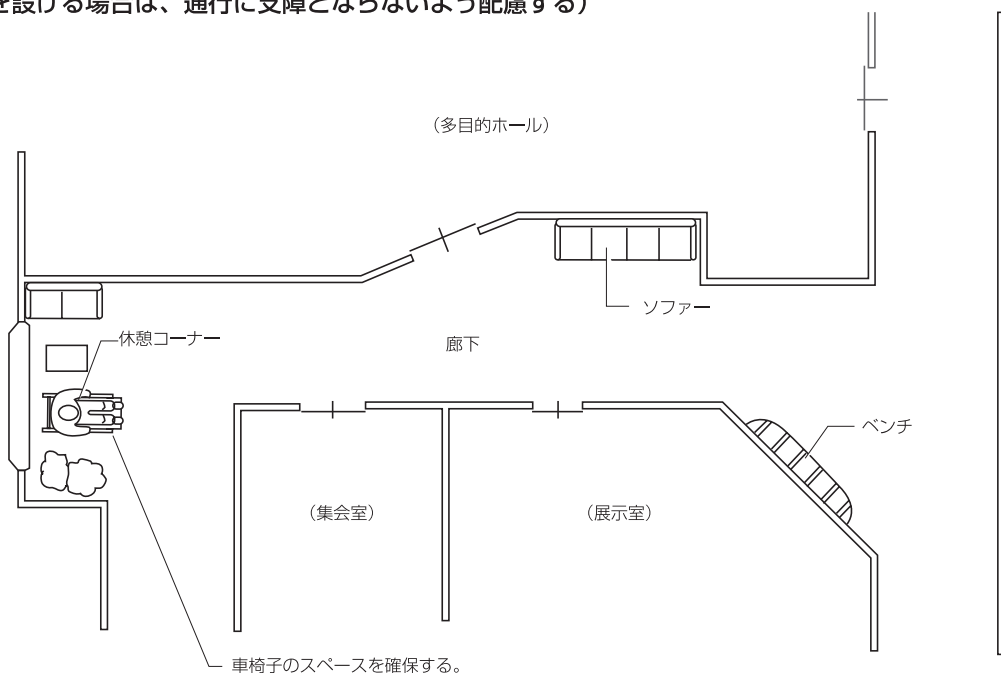 を設ける場合は、通行に支障とならないよう配慮する）
（多目的ホール）
ソファー
休憩コーナー
廊下
ベンチ
（集会室）
（展示室）
車椅子のスペースを確保する。